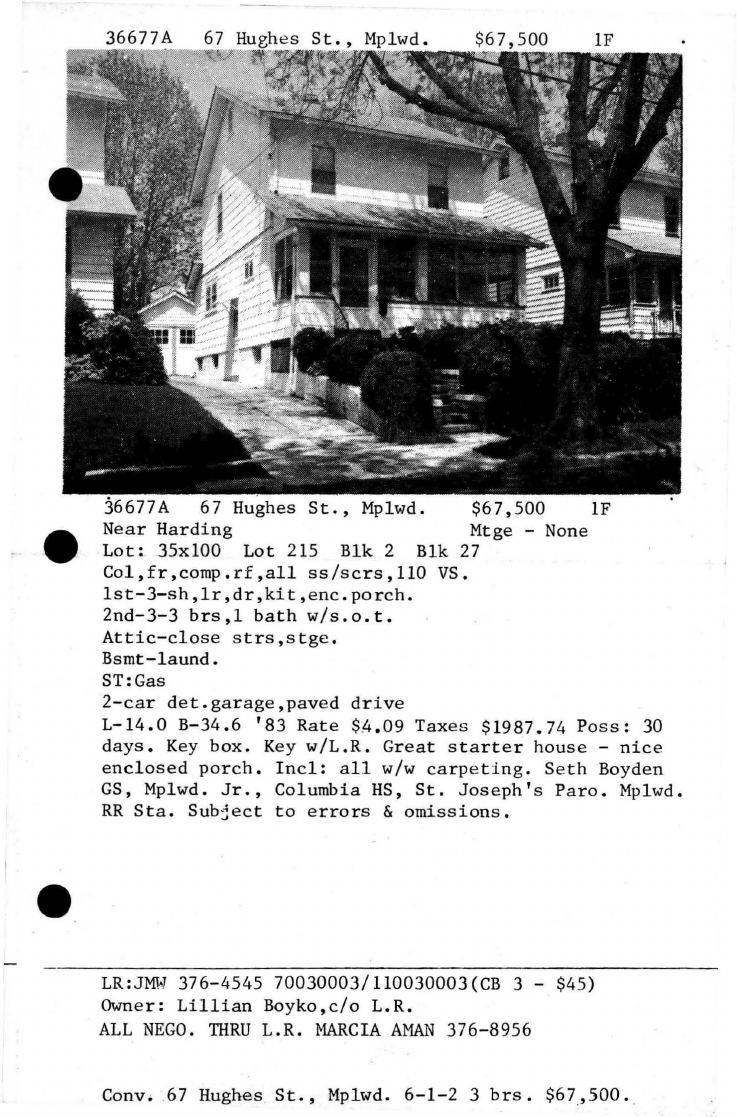 36677A 67 Hughes St., Mplwd. $67,500 1F
36677A 67 Hughes St., Mplwd. $67,500 1F
Near Harding Mtge - None
Lot: 35x100 Lot 215 Blk 2 Blk 27
Col,fr,comp.rf,all ss/scrs,110 VS.
1st-3-sh,lr,dr,kit,enc.porch.
2nd-3-3 brs,1 bath w/s.o.t.
Attic-close strs,stge.
Bsmt-laund.
ST:Gas
2-car det.garage,paved drive
L-14.0 B-34.6 '83 Rate $4.09 Taxes $1987.74 Poss: 30
days. Key box. Key w/L.R. Great starter house - nice
enclosed porch. Incl: all w/w carpeting. Seth Boyden
GS, Mplwd. Jr., Columbia HS, St. Joseph's Paro. Mplwd.
RR Sta. Subject to errors & omissions.
LR:JMW 376-4545 70030003/110030003(CB 3 - $45)
Owner: Lillian Boyko,c/o L.R.
ALL NEGO. THRU L.R. MARCIA AMAN 376-8956
Conv. 67 Hughes St., Mplwd. 6-1-2 3 brs. $67,500.